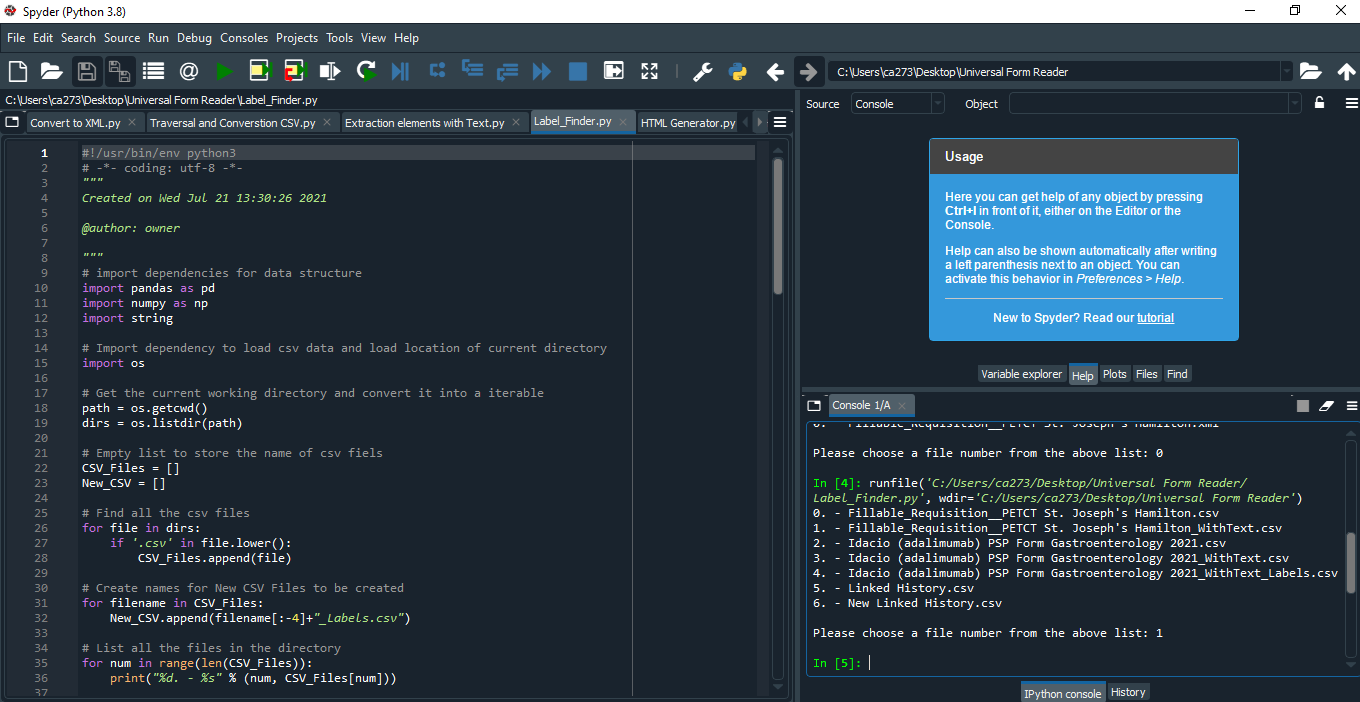 Spyder (Python 3.8)
File Edit Search Source Run Debug Consoles Projects Tools View Help
C:\Users\ca273\Desktop\Universal Form Reader
C:\Users\ca273\Desktop\Universal Form Reader\Label_Finder.py
Convert to XML.py
Traversal and Converstion CSV.py
Extraction elements with Text.py
Label_Finder.py
HTML Generator.py
1 #!/usr/bin/env python3
2 # -*- coding: utf-8 -*-
3 """
4 Created on Wed Jul 21 13:30:26 2021
5
6 @author: owner
7
8 """
9 # import dependencies for data structure
10 import pandas as pd
11 import numpy as np
12 import string
13
14 # Import dependency to load csv data and load location of current directory
15 import os
16
17 # Get the current working directory and convert it into a iterable
18 path = os.getcwd()
19 dirs = os.listdir(path)
20
21 # Empty list to store the name of csv fiels
22 CSV_Files = []
23 New_CSV = []
24
25 # Find all the csv files
26 for file in dirs:
27     if '.csv' in file.lower():
28         CSV_Files.append(file)
29
30 # Create names for New CSV Files to be created
31 for filename in CSV_Files:
32     New_CSV.append(filename[:-4]+"_Labels.csv")
33
34 # List all the files in the directory
35 for num in range(len(CSV_Files)):
36     print("%d. - %s" % (num, CSV_Files[num]))
37
Source Console Object
Usage
Here you can get help of any object by pressing
Ctrl+I in front of it, either on the Editor or the
Console.
Help can also be shown automatically after writing
a left parenthesis next to an object. You can
activate this behavior in Preferences > Help.
New to Spyder? Read our tutorial
Variable explorer Help Plots Files Find
Console 1/A
0. - Fillable_Requisition__PETCT St. Joseph's Hamilton.xml
Please choose a file number from the above list: 0
In [4]: runfile('C:/Users/ca273/Desktop/Universal Form Reader/
Label_Finder.py', wdir='C:/Users/ca273/Desktop/Universal Form Reader')
0. - Fillable_Requisition__PETCT St. Joseph's Hamilton.csv
1. - Fillable_Requisition__PETCT St. Joseph's Hamilton_WithText.csv
2. - Idacio (adalimumab) PSP Form Gastroenterology 2021.csv
3. - Idacio (adalimumab) PSP Form Gastroenterology 2021_WithText.csv
4. - Idacio (adalimumab) PSP Form Gastroenterology 2021_WithText_Labels.csv
5. - Linked History.csv
6. - New Linked History.csv
Please choose a file number from the above list: 1
In [5]:
IPython console History